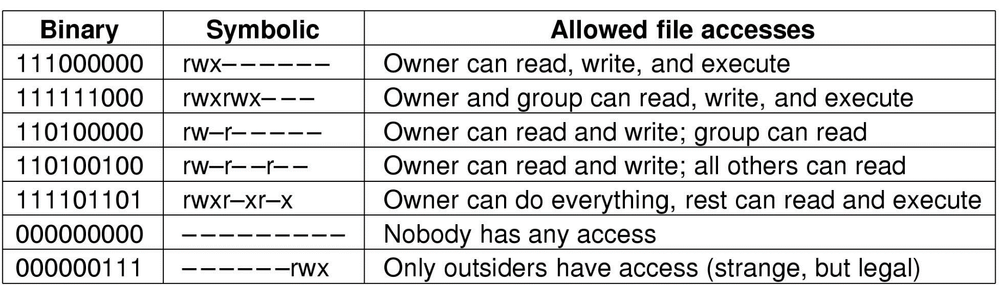 Binary Symbolic Allowed file accesses
111000000 rwx–––––– Owner can read, write, and execute
111111000 rwxrwx––– Owner and group can read, write, and execute
110100000 rw–r––––– Owner can read and write; group can read
110100100 rw–r––r–– Owner can read and write; all others can read
111101101 rwxr–xr–x Owner can do everything, rest can read and execute
000000000 ––––––––– Nobody has any access
000000111 ––––––rwx Only outsiders have access (strange, but legal)